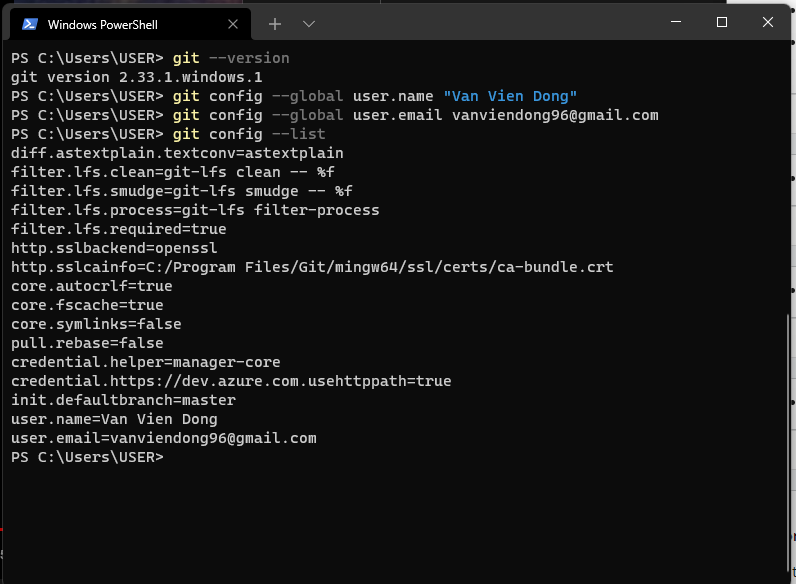 Windows PowerShell
PS C:\Users\USER> git --version
git version 2.33.1.windows.1
PS C:\Users\USER> git config --global user.name "Van Vien Dong"
PS C:\Users\USER> git config --global user.email vanviendong96@gmail.com
PS C:\Users\USER> git config --list
diff.astextplain.textconv=astextplain
filter.lfs.clean=git-lfs clean -- %f
filter.lfs.smudge=git-lfs smudge -- %f
filter.lfs.process=git-lfs filter-process
filter.lfs.required=true
http.sslbackend=openssl
http.sslcainfo=C:/Program Files/Git/mingw64/ssl/certs/ca-bundle.crt
core.autocrlf=true
core.fscache=true
core.symlinks=false
pull.rebase=false
credential.helper=manager-core
credential.https://dev.azure.com.usehttppath=true
init.defaultbranch=master
user.name=Van Vien Dong
user.email=vanviendong96@gmail.com
PS C:\Users\USER>